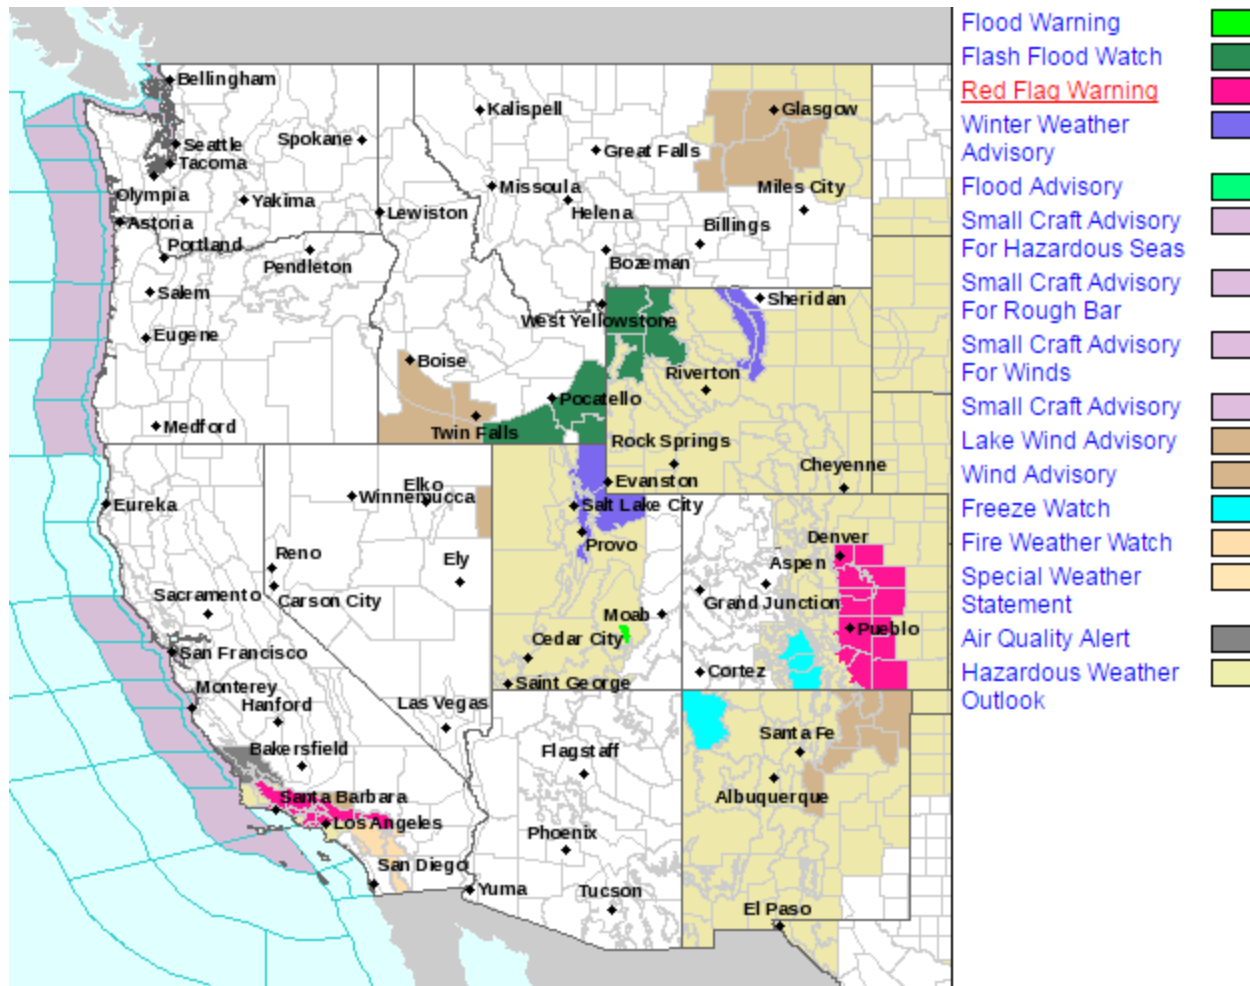 Bellingham
Seattle
Tacoma
Olympia
Spokane
Yakima
Astoria
Portland
Pendleton
Salem
Eugene
Medford
Lewiston
Kalispell
Great Falls
Missoula
Helena
Glasgow
Miles City
Billings
Bozeman
West Yellowstone
Sheridan
Boise
Pocatello
Twin Falls
Riverton
Rock Springs
Cheyenne
Evanston
Eureka
Elko
Winnemucca
Salt Lake City
Provo
Reno
Ely
Carson City
Sacramento
San Francisco
Moab
Cedar City
Saint George
Denver
Aspen
Grand Junction
Pueblo
Cortez
Monterey
Hanford
Las Vegas
Bakersfield
Santa Barbara
Los Angeles
San Diego
Flagstaff
Phoenix
Yuma
Tucson
Santa Fe
Albuquerque
El Paso
Flood Warning
Flash Flood Watch
Red Flag Warning
Winter Weather
Advisory
Flood Advisory
Small Craft Advisory
For Hazardous Seas
Small Craft Advisory
For Rough Bar
Small Craft Advisory
For Winds
Small Craft Advisory
Lake Wind Advisory
Wind Advisory
Freeze Watch
Fire Weather Watch
Special Weather
Statement
Air Quality Alert
Hazardous Weather
Outlook